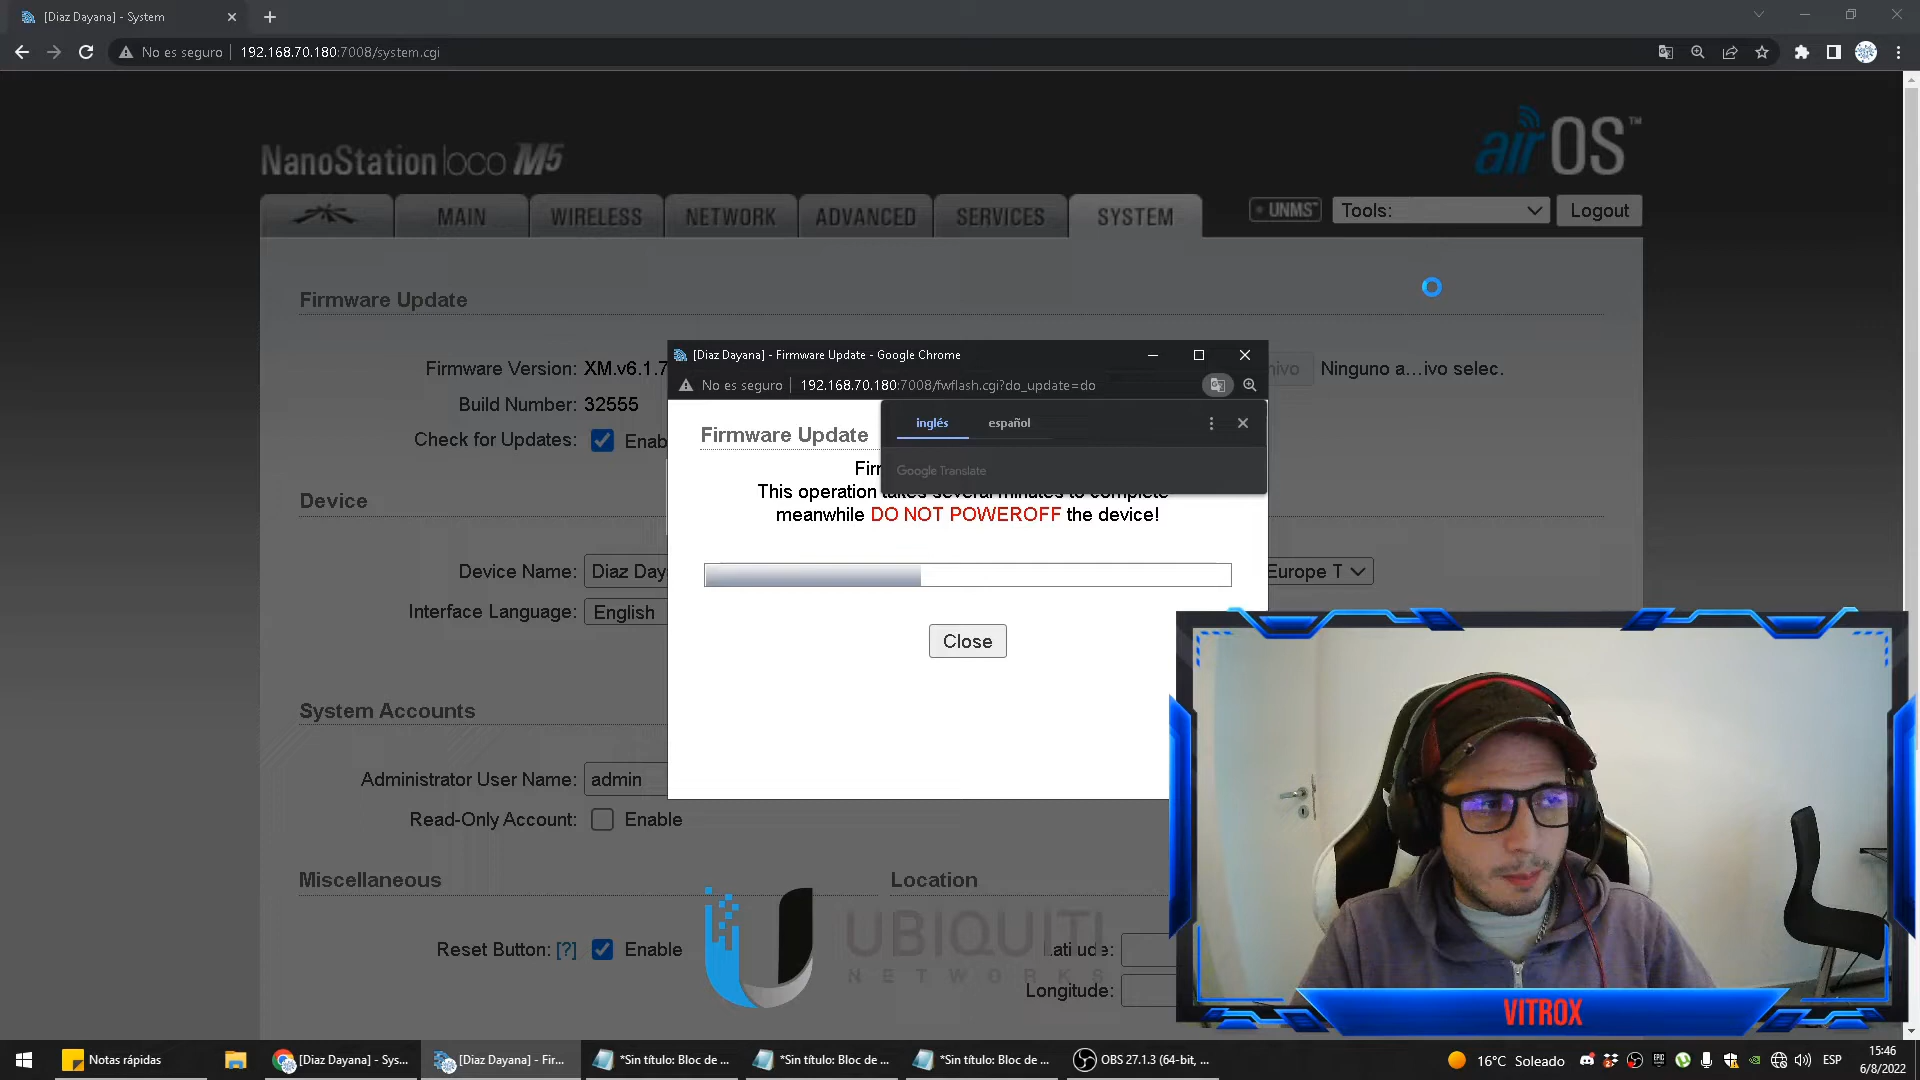 [Diaz Dayana] - System
No es seguro
192.168.70.180:7008/system.cgi
NanoStation loco M5
airOS™
MAIN
WIRELESS
NETWORK
ADVANCED
SERVICES
SYSTEM
UNMS
Tools:
Logout
Firmware Update
Firmware Version: XM.v6.1.7
Ninguno a...ivo selec.
Build Number: 32555
Check for Updates:
Device
Device Name: Diaz Day
Europe T
Interface Language: English
System Accounts
Administrator User Name: admin
Read-Only Account: Enable
Miscellaneous
Location
Reset Button: [?] Enable
Longitude:
[Diaz Dayana] - Firmware Update - Google Chrome
No es seguro
192.168.70.180:7008/fwflash.cgi?do_update=do
inglés
español
Google Translate
Firmware Update
This operation takes several minutes to complete
meanwhile DO NOT POWEROFF the device!
Close
UBIQUITI
NETWORKS
VITROX
Notas rápidas
[Diaz Dayana] - Sys...
[Diaz Dayana] - Fir...
*Sin título: Bloc de ...
*Sin título: Bloc de ...
*Sin título: Bloc de ...
OBS 27.1.3 (64-bit, ...
16°C Soleado
ESP
15:46
6/8/2022